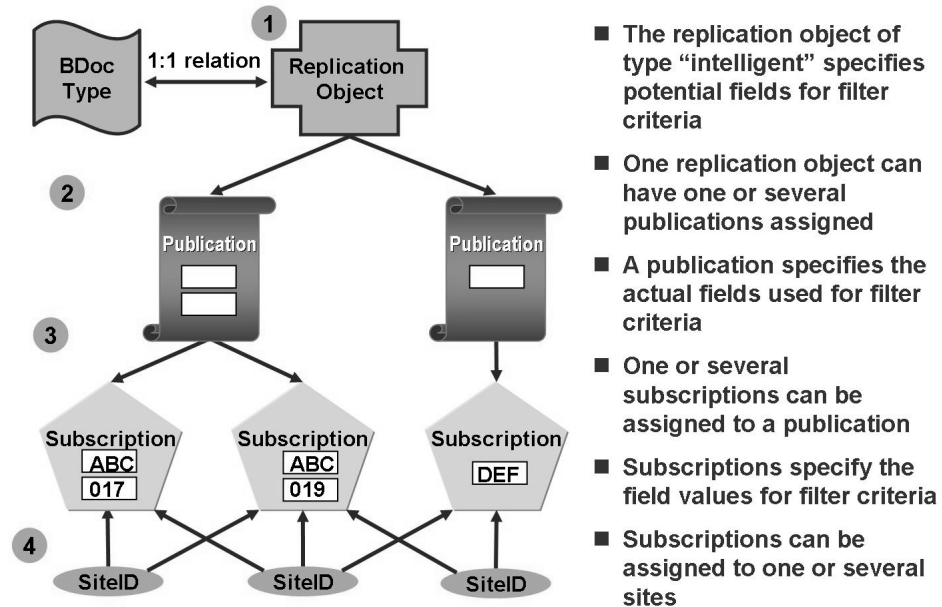 1
BDoc
Type
1:1 relation
Replication
Object
2
Publication
Publication
3
Subscription
ABC
017
Subscription
ABC
019
Subscription
DEF
4
SiteID
SiteID
SiteID
■ The replication object of
type “intelligent” specifies
potential fields for filter
criteria
■ One replication object can
have one or several
publications assigned
■ A publication specifies the
actual fields used for filter
criteria
■ One or several
subscriptions can be
assigned to a publication
■ Subscriptions specify the
field values for filter criteria
■ Subscriptions can be
assigned to one or several
sites